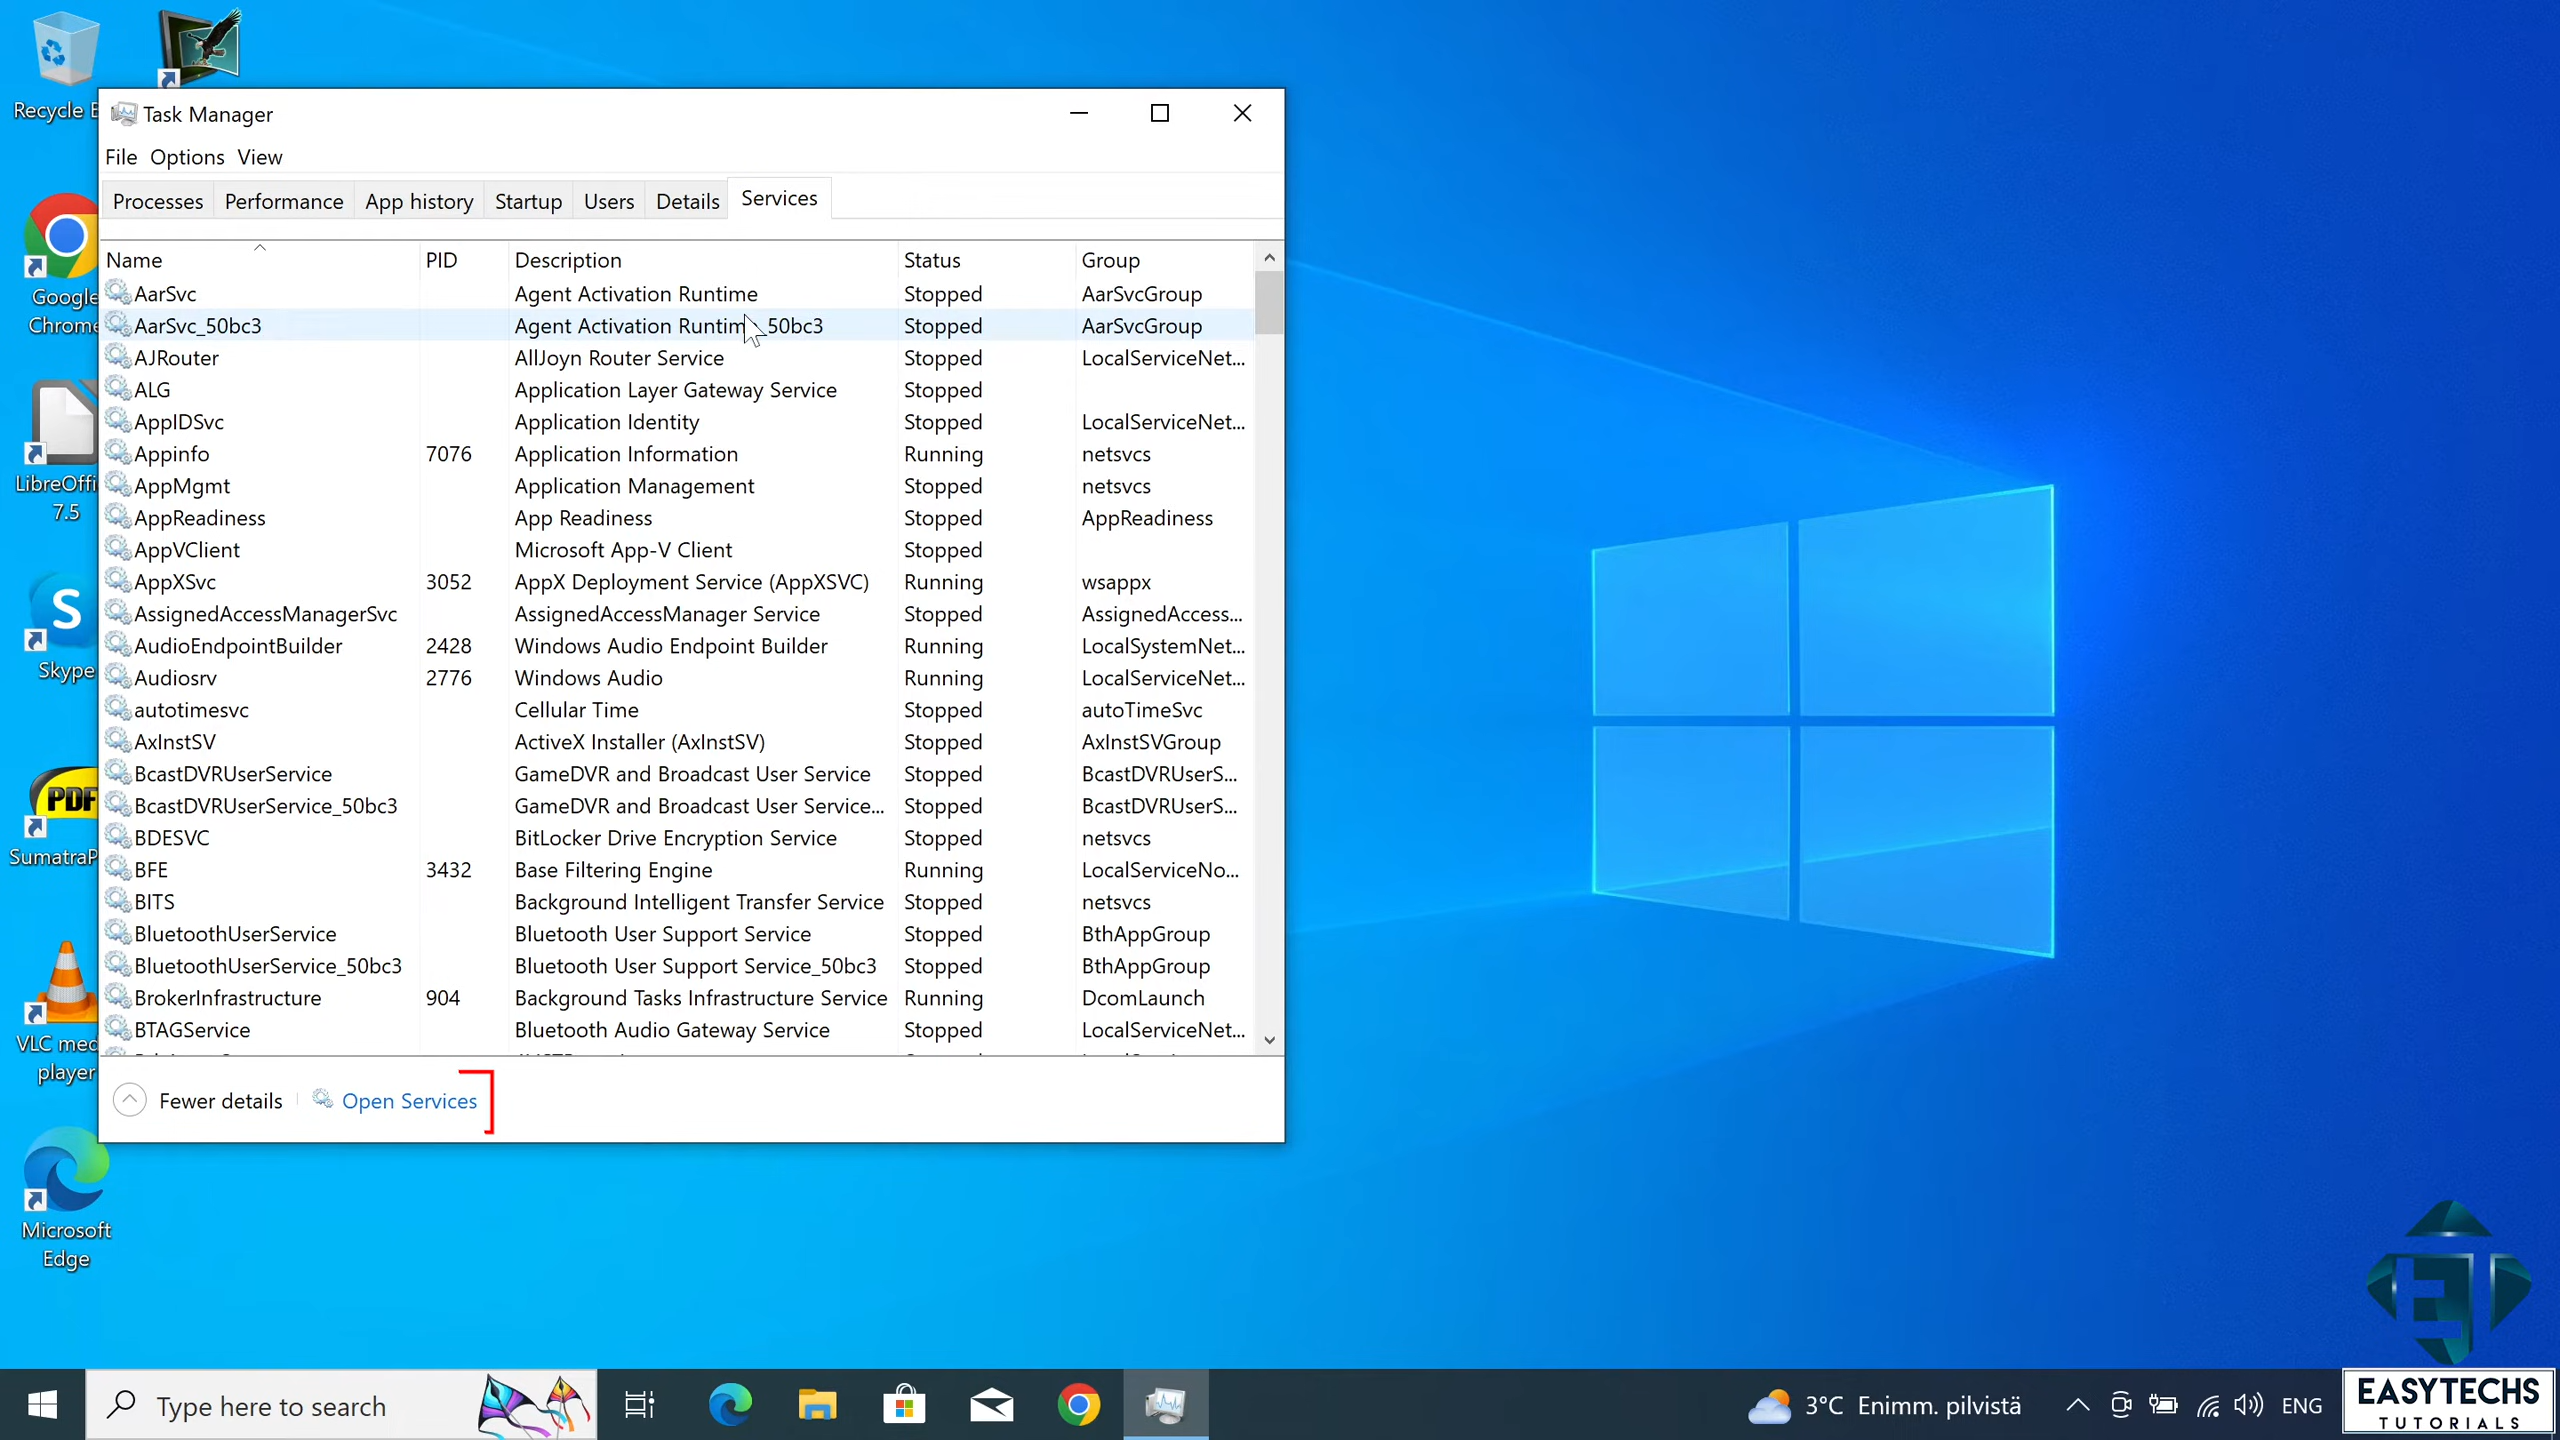 Recycle B
Task Manager
File Options View
Processes Performance App history Startup Users Details Services
Name PID Description Status Group
AarSvc Agent Activation Runtime Stopped AarSvcGroup
AarSvc_50bc3 Agent Activation Runtim _50bc3 Stopped AarSvcGroup
AJRouter AllJoyn Router Service Stopped LocalServiceNet...
ALG Application Layer Gateway Service Stopped
AppIDSvc Application Identity Stopped LocalServiceNet...
Appinfo 7076 Application Information Running netsvcs
AppMgmt Application Management Stopped netsvcs
AppReadiness App Readiness Stopped AppReadiness
AppVClient Microsoft App-V Client Stopped
AppXSvc 3052 AppX Deployment Service (AppXSVC) Running wsappx
AssignedAccessManagerSvc AssignedAccessManager Service Stopped AssignedAccess...
AudioEndpointBuilder 2428 Windows Audio Endpoint Builder Running LocalSystemNet...
Audiosrv 2776 Windows Audio Running LocalServiceNet...
autotimesvc Cellular Time Stopped autoTimeSvc
AxInstSV ActiveX Installer (AxInstSV) Stopped AxInstSVGroup
BcastDVRUserService GameDVR and Broadcast User Service Stopped BcastDVRUserS...
BcastDVRUserService_50bc3 GameDVR and Broadcast User Service... Stopped BcastDVRUserS...
BDESVC BitLocker Drive Encryption Service Stopped netsvcs
BFE 3432 Base Filtering Engine Running LocalServiceNo...
BITS Background Intelligent Transfer Service Stopped netsvcs
BluetoothUserService Bluetooth User Support Service Stopped BthAppGroup
BluetoothUserService_50bc3 Bluetooth User Support Service_50bc3 Stopped BthAppGroup
BrokerInfrastructure 904 Background Tasks Infrastructure Service Running DcomLaunch
BTAGService Bluetooth Audio Gateway Service Stopped LocalServiceNet...
Fewer details Open Services
Google
Chrome
LibreOffi
7.5
S
Skype
PDF
SumatraP
VLC med
player
Microsoft
Edge
Type here to search
3°C Enimm. pilvistä
ENG
EASYTECHS
TUTORIALS